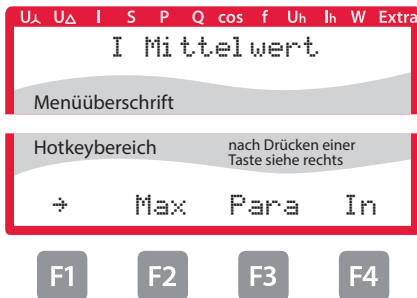 U⅄ U△ I S P Q cos f Uh Ih W Extra
I Mittelwert
Menüüberschrift
Hotkeybereich
nach Drücken einer
Taste siehe rechts
→ Max Para In
F1 F2 F3 F4